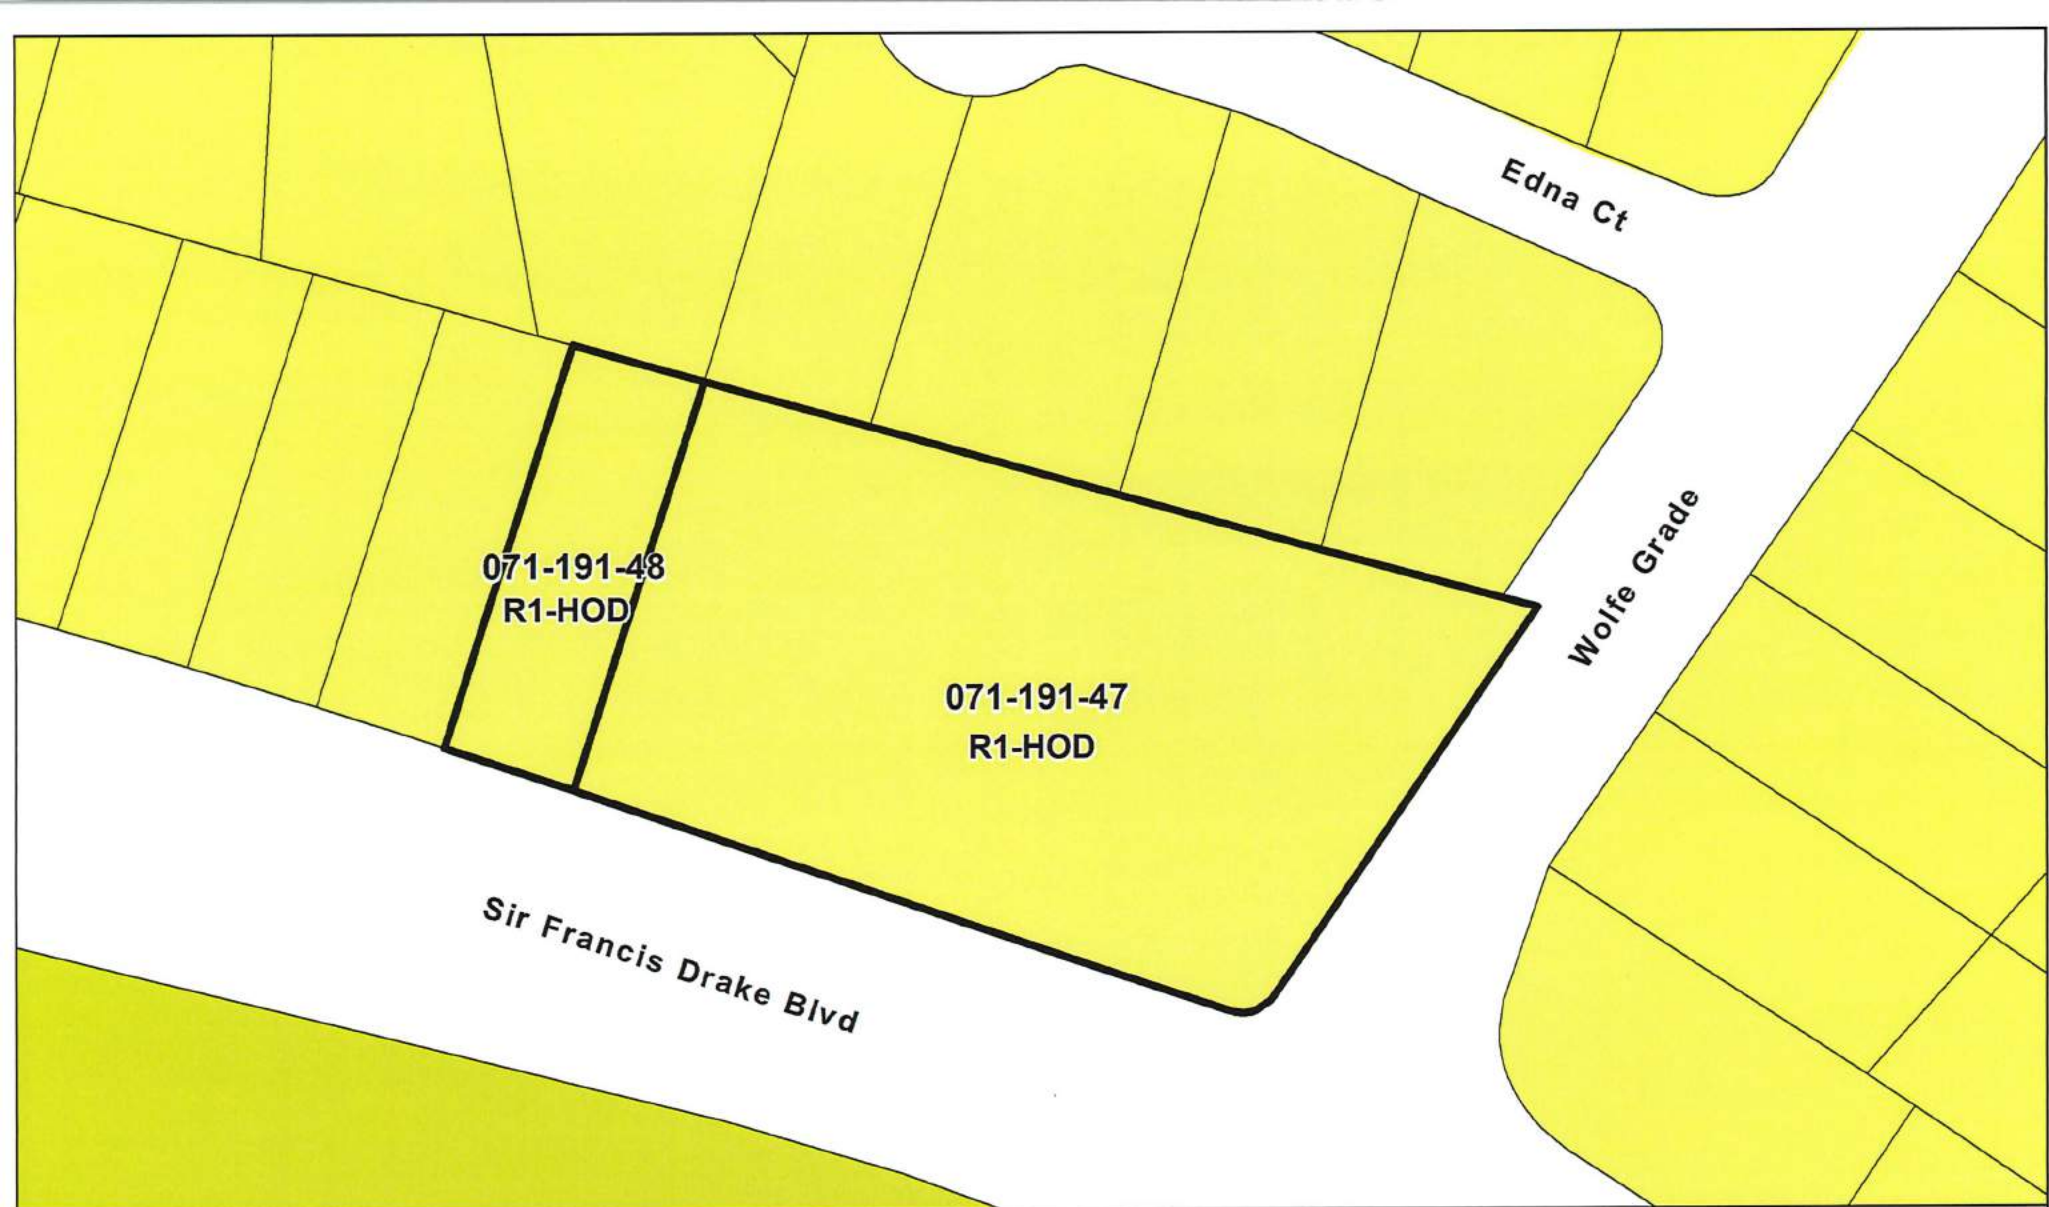 Edna Ct
Wolfe Grade
071-191-48
R1-HOD
071-191-47
R1-HOD
Sir Francis Drake Blvd